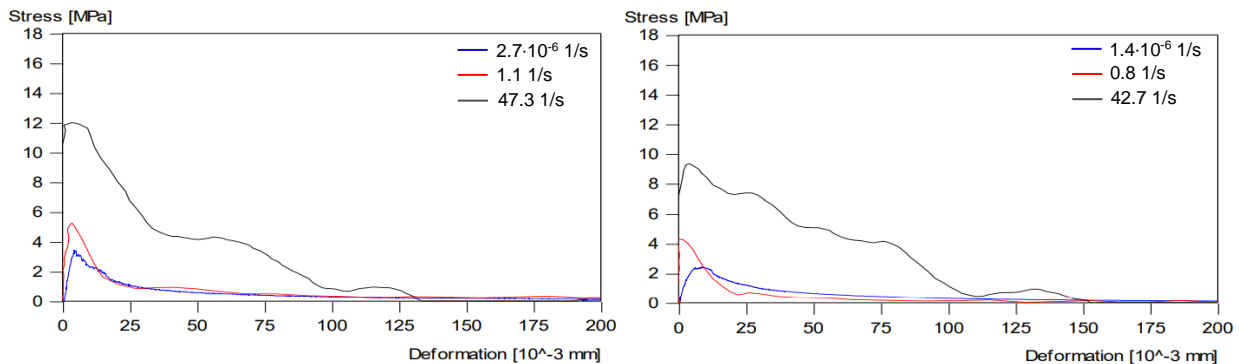 Stress [MPa]
18
16
14
12
10
8
6
4
2
0
2.7·10⁻⁶ 1/s
1.1 1/s
47.3 1/s
0 25 50 75 100 125 150 175 200
Deformation [10^-3 mm]
Stress [MPa]
18
16
14
12
10
8
6
4
2
0
1.4·10⁻⁶ 1/s
0.8 1/s
42.7 1/s
0 25 50 75 100 125 150 175 200
Deformation [10^-3 mm]